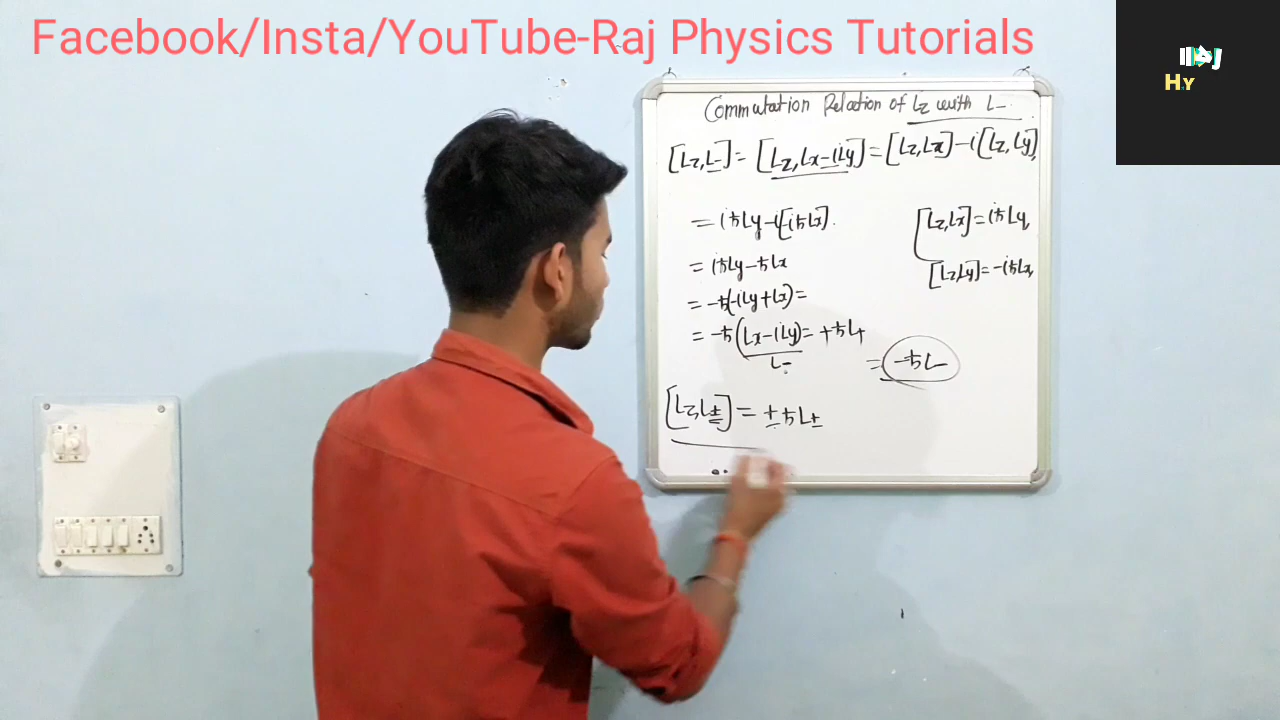 Facebook/Insta/YouTube-Raj Physics Tutorials
HY
Commutation Relation of Lz with L-
[Lz,L-] = [Lz,Lx-iLy] = [Lz,Lx]-i[Lz,Ly]
= iħLy-i[-iħLx].
[Lz,Lx]=iħLy,
= iħLy-ħLx
[Lz,Ly]=-iħLx,
= -ħ(-iLy+Lx)=
= -ħ(Lx-iLy)= +ħL+
L-
= -ħL-
[Lz,L±] = ±ħL±